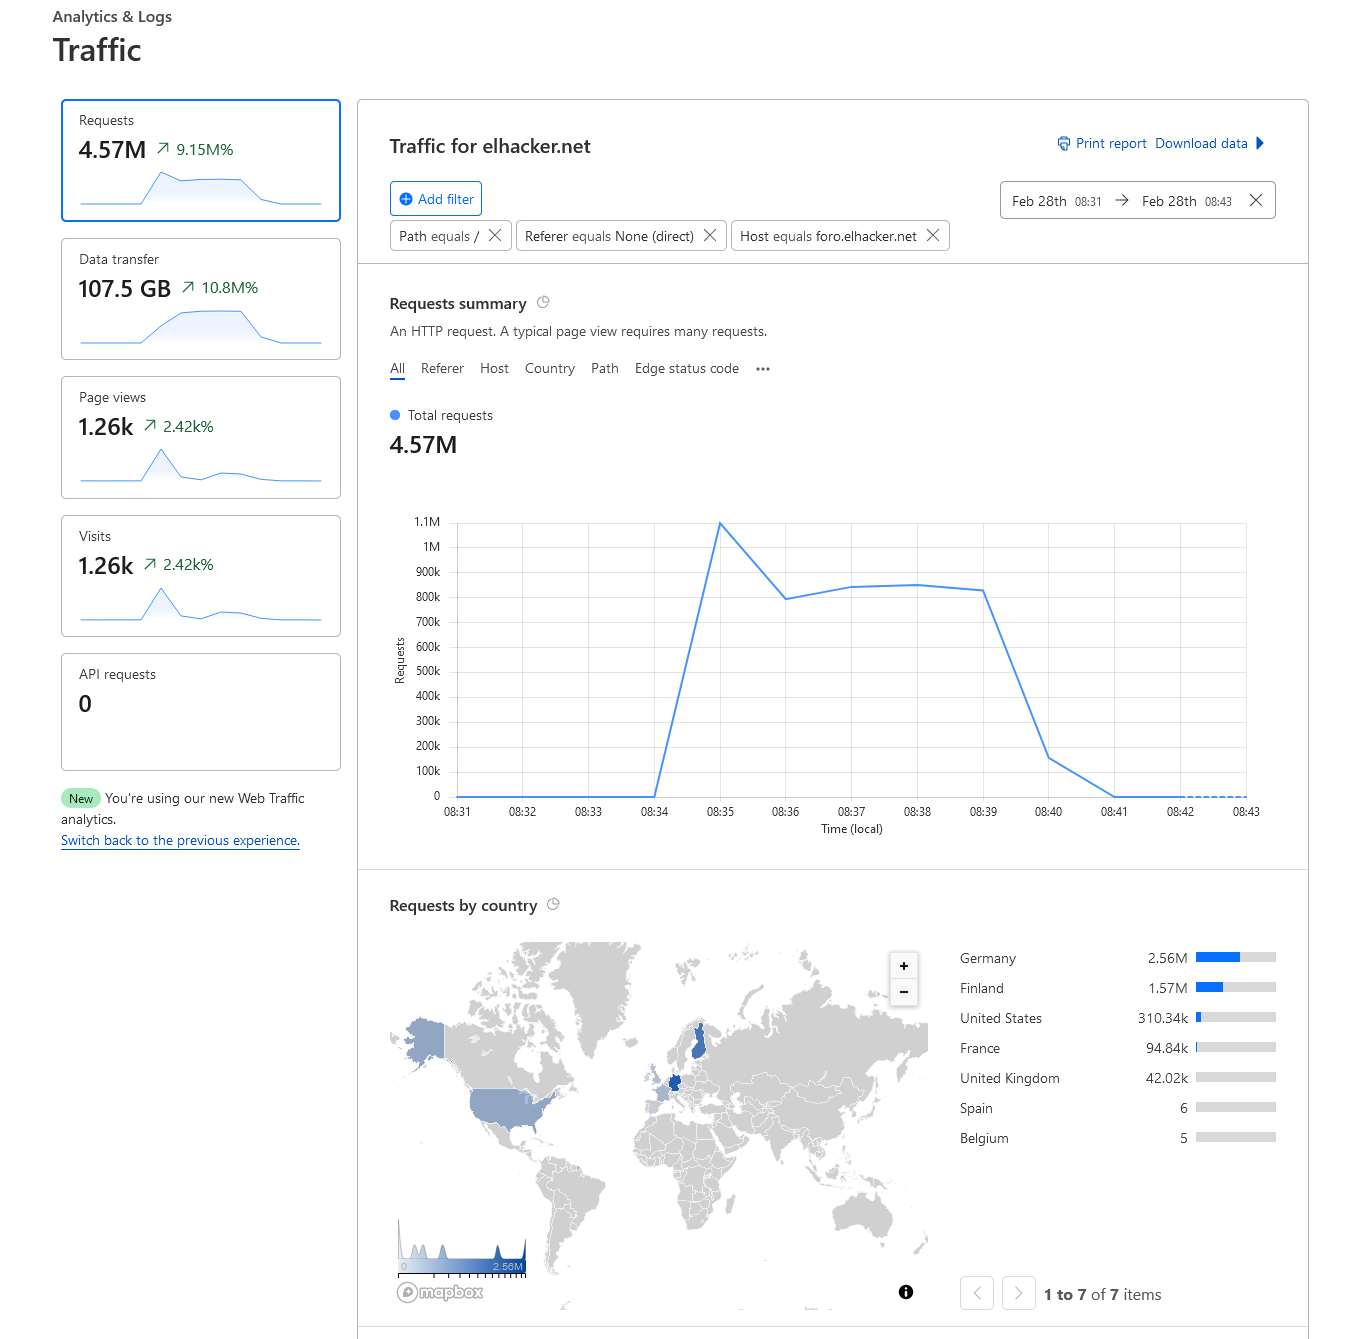 Analytics & Logs
Traffic
Requests
4.57M 9.15M%
Data transfer
107.5 GB 10.8M%
Page views
1.26k 2.42k%
Visits
1.26k 2.42k%
API requests
0
New You're using our new Web Traffic
analytics.
Switch back to the previous experience.
Traffic for elhacker.net
Print report Download data
Add filter
Feb 28th 08:31 → Feb 28th 08:43
Path equals / Referer equals None (direct) Host equals foro.elhacker.net
Requests summary
An HTTP request. A typical page view requires many requests.
All Referer Host Country Path Edge status code •••
Total requests
4.57M
1.1M
1M
900k
800k
700k
600k
500k
400k
300k
200k
100k
0
Requests
08:31 08:32 08:33 08:34 08:35 08:36 08:37 08:38 08:39 08:40 08:41 08:42 08:43
Time (local)
Requests by country
+
−
0 2.56M
mapbox
Germany 2.56M
Finland 1.57M
United States 310.34k
France 94.84k
United Kingdom 42.02k
Spain 6
Belgium 5
1 to 7 of 7 items